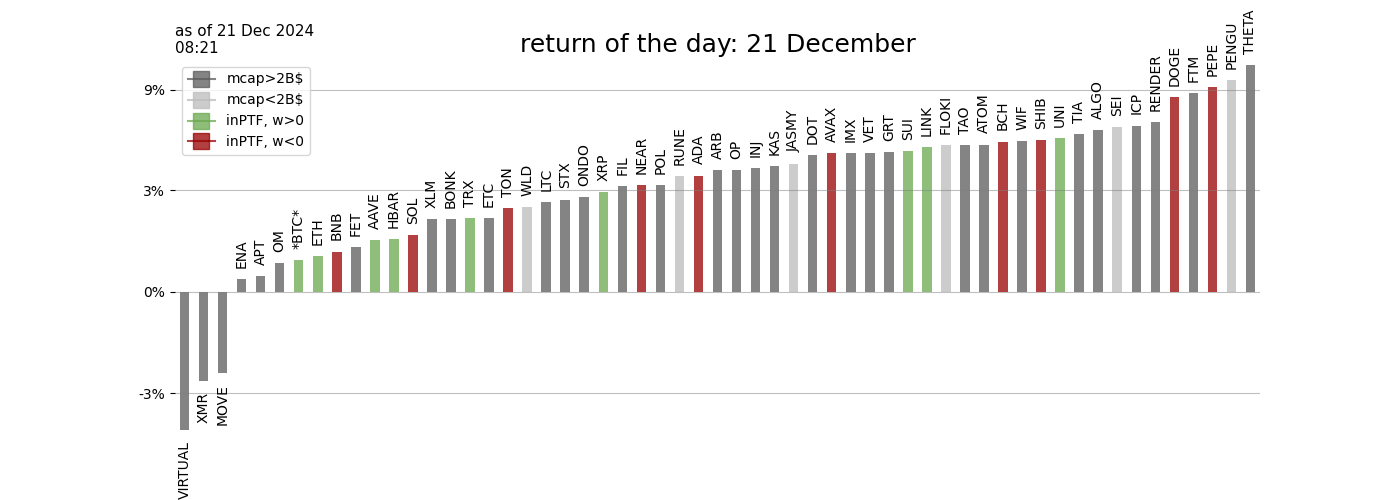 as of 21 Dec 2024
08:21
return of the day: 21 December
mcap>2B$
mcap<2B$
inPTF, w>0
inPTF, w<0
9%
3%
0%
-3%
VIRTUAL
XMR
MOVE
ENA
APT
OM
*BTC*
ETH
BNB
FET
AAVE
HBAR
SOL
XLM
BONK
TRX
ETC
TON
WLD
LTC
STX
ONDO
XRP
FIL
NEAR
POL
RUNE
ADA
ARB
OP
INJ
KAS
JASMY
DOT
AVAX
IMX
VET
GRT
SUI
LINK
FLOKI
TAO
ATOM
BCH
WIF
SHIB
UNI
TIA
ALGO
SEI
ICP
RENDER
DOGE
FTM
PEPE
PENGU
THETA